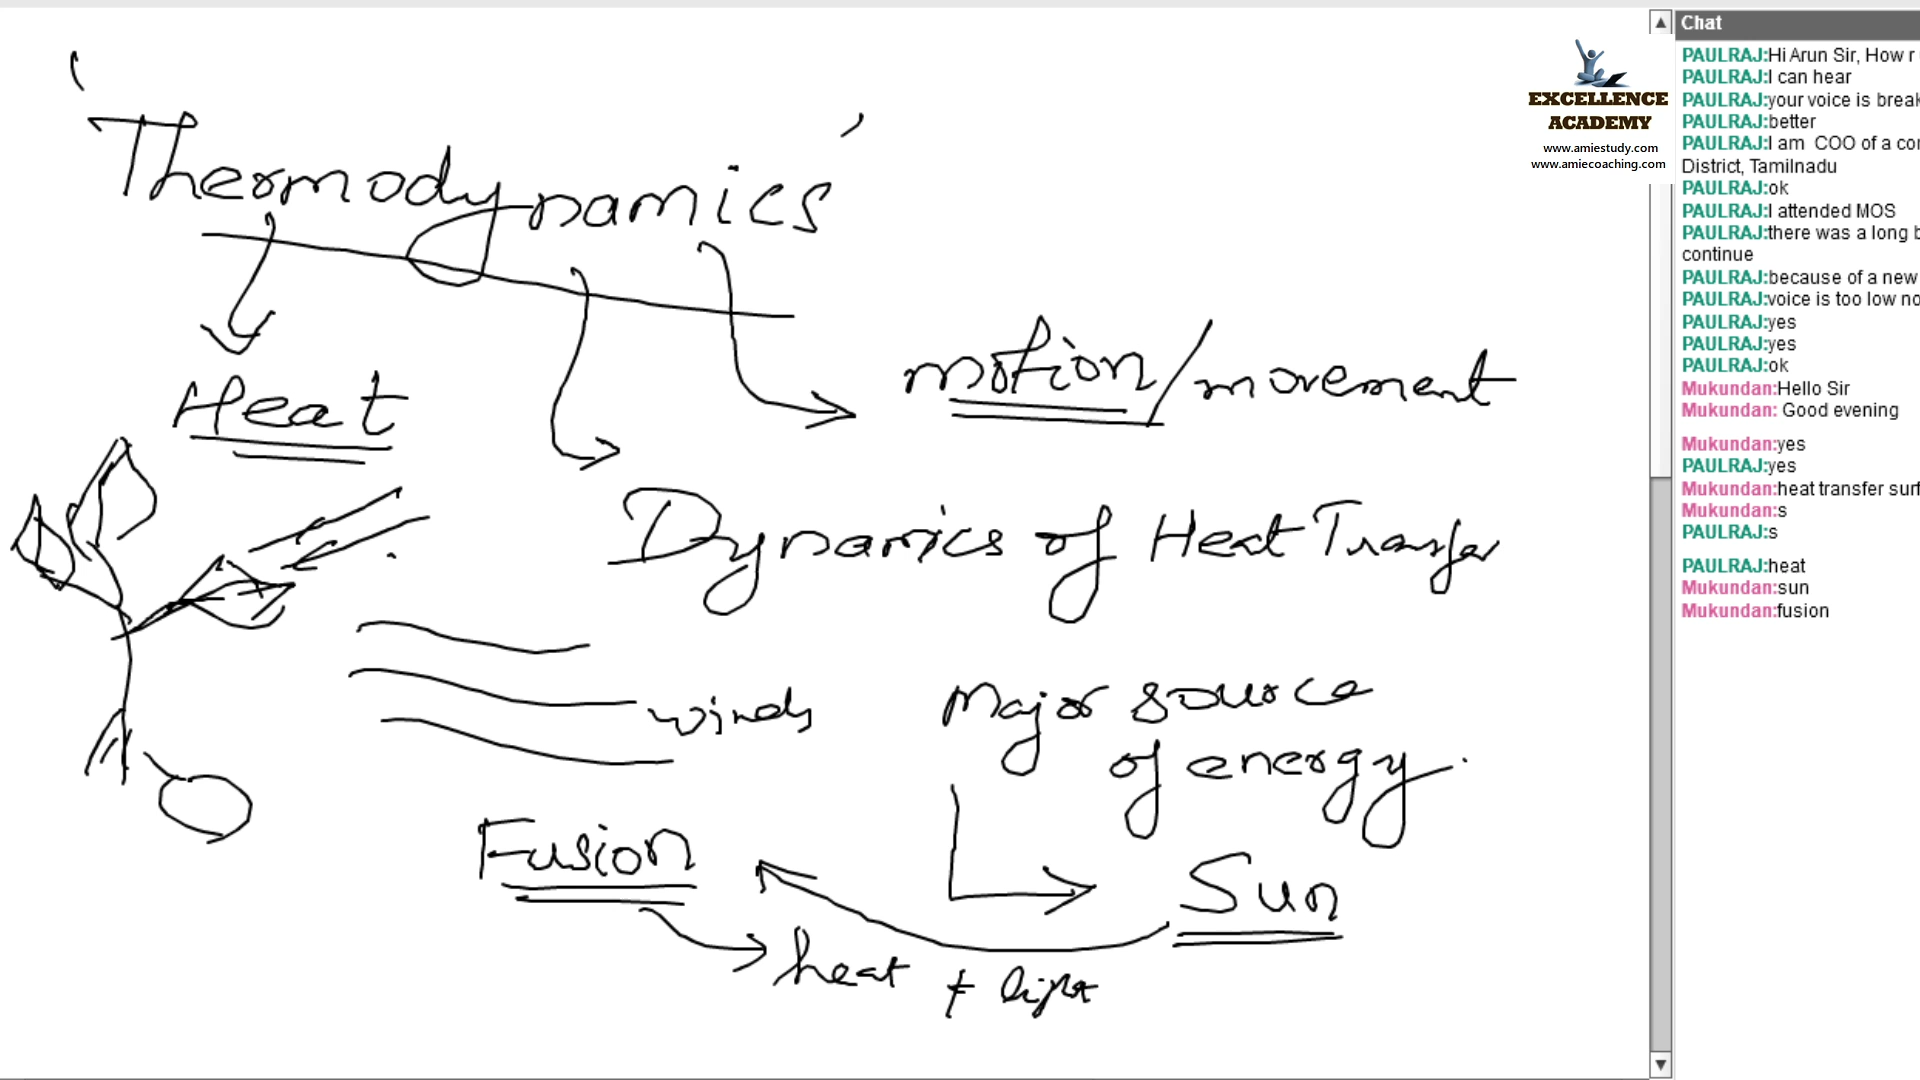 'Thermodynamics'
Heat
motion/movement
Dynamics of Heat Transfer
winds
Major source
of energy.
Fusion
Sun
heat + light
EXCELLENCE
ACADEMY
www.amiestudy.com
www.amiecoaching.com
Chat
PAULRAJ:Hi Arun Sir, How r
PAULRAJ:I can hear
PAULRAJ:your voice is break
PAULRAJ:better
PAULRAJ:I am COO of a co
District, Tamilnadu
PAULRAJ:ok
PAULRAJ:I attended MOS
PAULRAJ:there was a long b
continue
PAULRAJ:because of a new
PAULRAJ:voice is too low no
PAULRAJ:yes
PAULRAJ:yes
PAULRAJ:ok
Mukundan:Hello Sir
Mukundan: Good evening
Mukundan:yes
PAULRAJ:yes
Mukundan:heat transfer surf
Mukundan:s
PAULRAJ:s
PAULRAJ:heat
Mukundan:sun
Mukundan:fusion